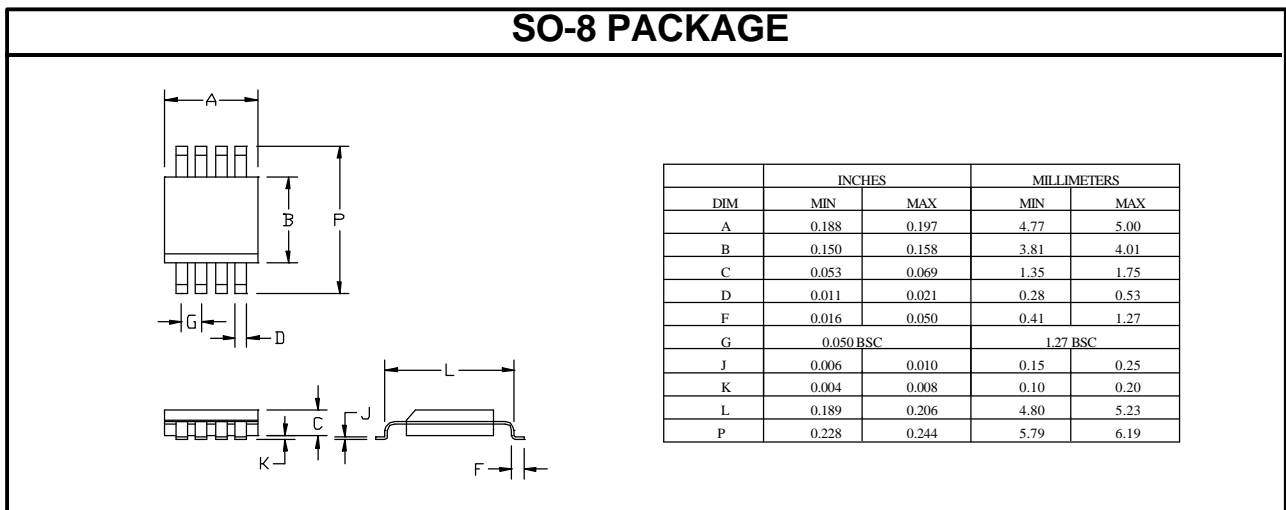 SO-8 PACKAGE
A
B
P
G
D
L
J
C
K
F
INCHES MILLIMETERS
DIM MIN MAX MIN MAX
A 0.188 0.197 4.77 5.00
B 0.150 0.158 3.81 4.01
C 0.053 0.069 1.35 1.75
D 0.011 0.021 0.28 0.53
F 0.016 0.050 0.41 1.27
G 0.050 BSC 1.27 BSC
J 0.006 0.010 0.15 0.25
K 0.004 0.008 0.10 0.20
L 0.189 0.206 4.80 5.23
P 0.228 0.244 5.79 6.19